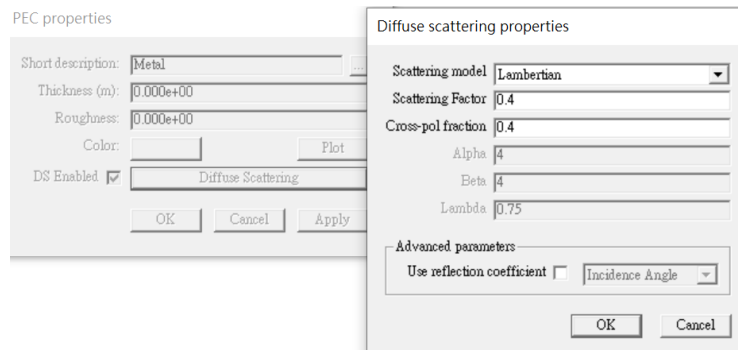 PEC properties
Short description: Metal ...
Thickness (m): 0.000e+00
Roughness: 0.000e+00
Color: Plot
DS Enabled Diffuse Scattering
OK Cancel Apply
Diffuse scattering properties
Scattering model Lambertian
Scattering Factor 0.4
Cross-pol fraction 0.4
Alpha 4
Beta 4
Lambda 0.75
Advanced parameters
Use reflection coefficient Incidence Angle
OK Cancel